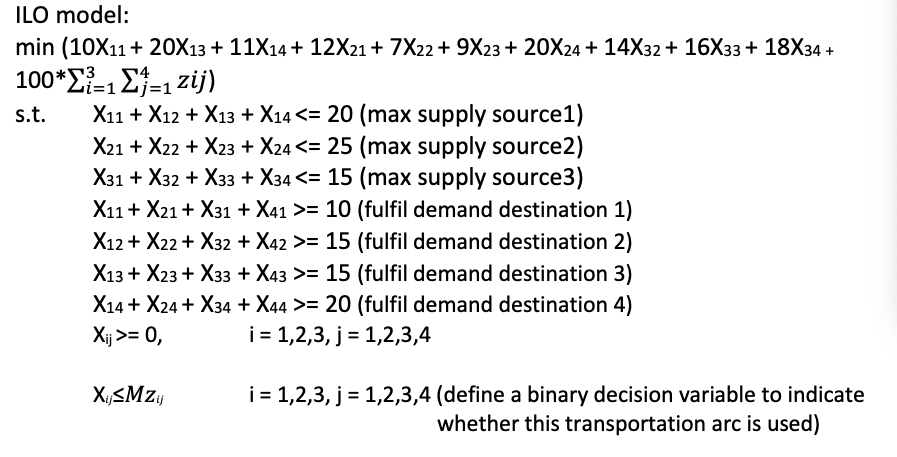 ILO model:
min (10X11 + 20X13 + 11X14 + 12X21 + 7X22 + 9X23 + 20X24 + 14X32 + 16X33 + 18X34 +
100*∑³ᵢ₌₁ ∑⁴ⱼ₌₁ zij)
s.t. X11 + X12 + X13 + X14 <= 20 (max supply source1)
X21 + X22 + X23 + X24 <= 25 (max supply source2)
X31 + X32 + X33 + X34 <= 15 (max supply source3)
X11 + X21 + X31 + X41 >= 10 (fulfil demand destination 1)
X12 + X22 + X32 + X42 >= 15 (fulfil demand destination 2)
X13 + X23 + X33 + X43 >= 15 (fulfil demand destination 3)
X14 + X24 + X34 + X44 >= 20 (fulfil demand destination 4)
Xij >= 0, i = 1,2,3, j = 1,2,3,4
Xij≤Mzij i = 1,2,3, j = 1,2,3,4 (define a binary decision variable to indicate
whether this transportation arc is used)